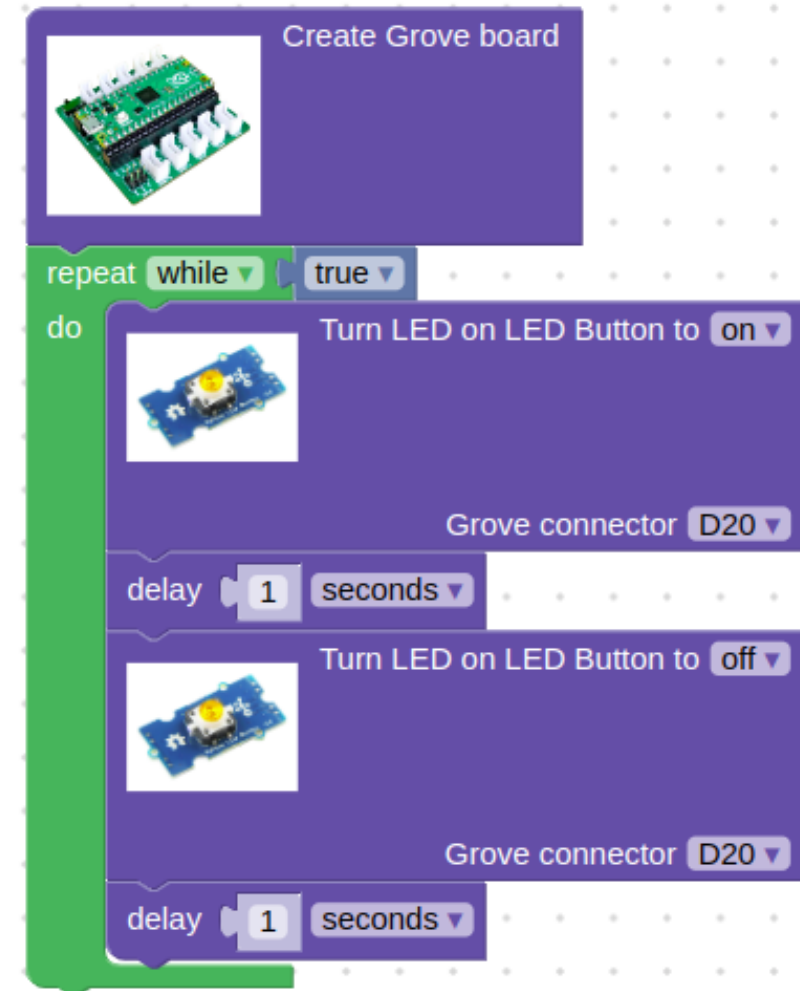 Create Grove board
repeat while ▾ true ▾
do
Turn LED on LED Button to on ▾
Grove connector D20 ▾
delay 1 seconds ▾
Turn LED on LED Button to off ▾
Grove connector D20 ▾
delay 1 seconds ▾